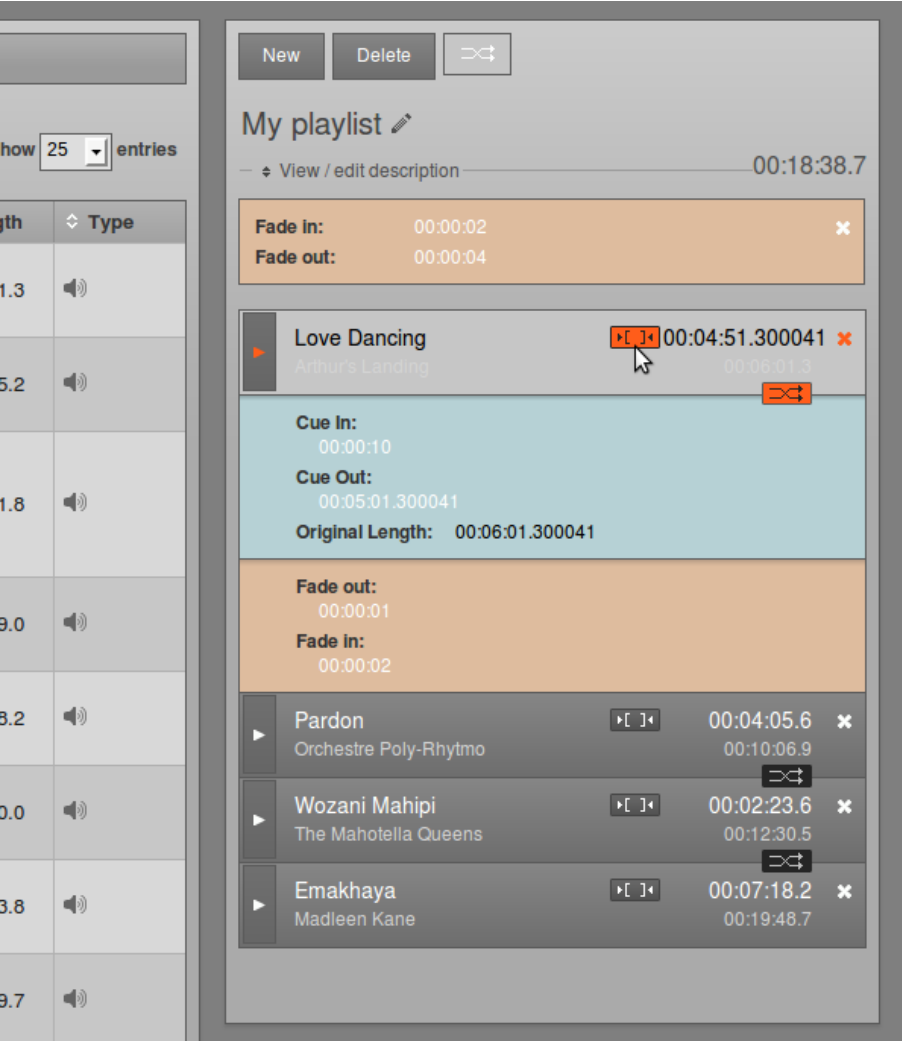 New Delete
My playlist
how 25 entries
View / edit description 00:18:38.7
gth Type
Fade in: 00:00:02
Fade out: 00:00:04
1.3
5.2
1.8
9.0
8.2
0.0
3.8
9.7
Love Dancing 00:04:51.300041
Arthur's Landing 00:06:01.3
Cue In:
00:00:10
Cue Out:
00:05:01.300041
Original Length: 00:06:01.300041
Fade out:
00:00:01
Fade in:
00:00:02
Pardon 00:04:05.6
Orchestre Poly-Rhytmo 00:10:06.9
Wozani Mahipi 00:02:23.6
The Mahotella Queens 00:12:30.5
Emakhaya 00:07:18.2
Madleen Kane 00:19:48.7